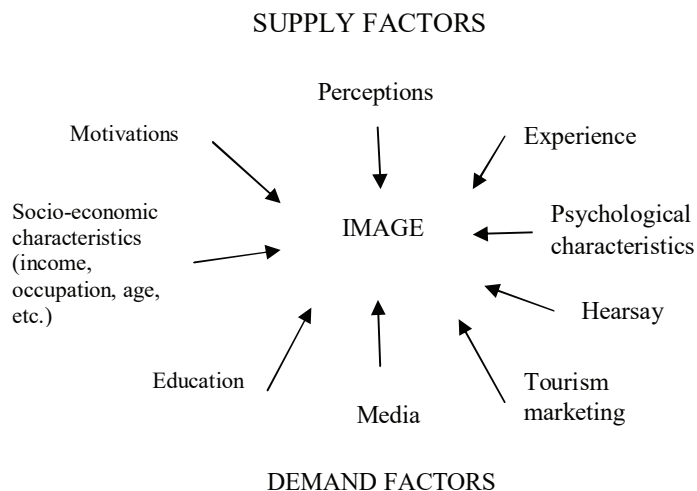 SUPPLY FACTORS
Perceptions
Motivations
Experience
Socio-economic
characteristics
(income,
occupation, age,
etc.)
IMAGE
Psychological
characteristics
Hearsay
Education
Media
Tourism
marketing
DEMAND FACTORS